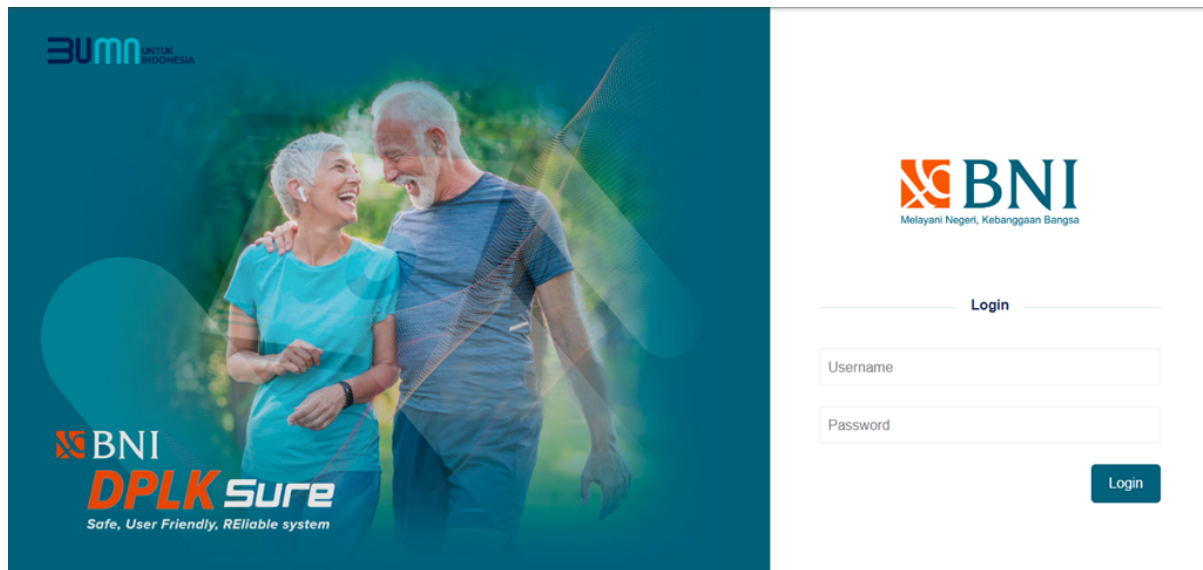 BUMN UNTUK
INDONESIA
BNI
DPLK Sure
Safe, User Friendly, REliable system
BNI
Melayani Negeri, Kebanggaan Bangsa
Login
Username
Password
Login